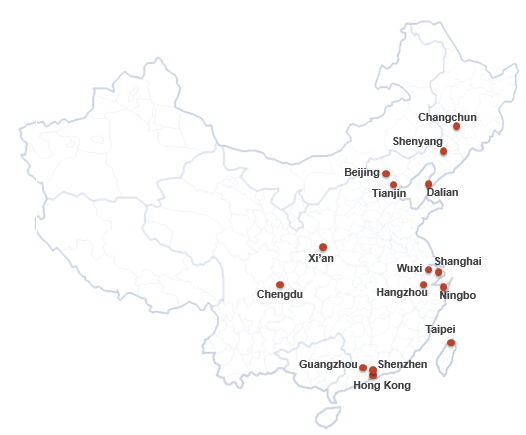 Changchun
Shenyang
Beijing
Tianjin
Dalian
Xi'an
Wuxi
Shanghai
Chengdu
Hangzhou
Ningbo
Taipei
Guangzhou
Shenzhen
Hong Kong